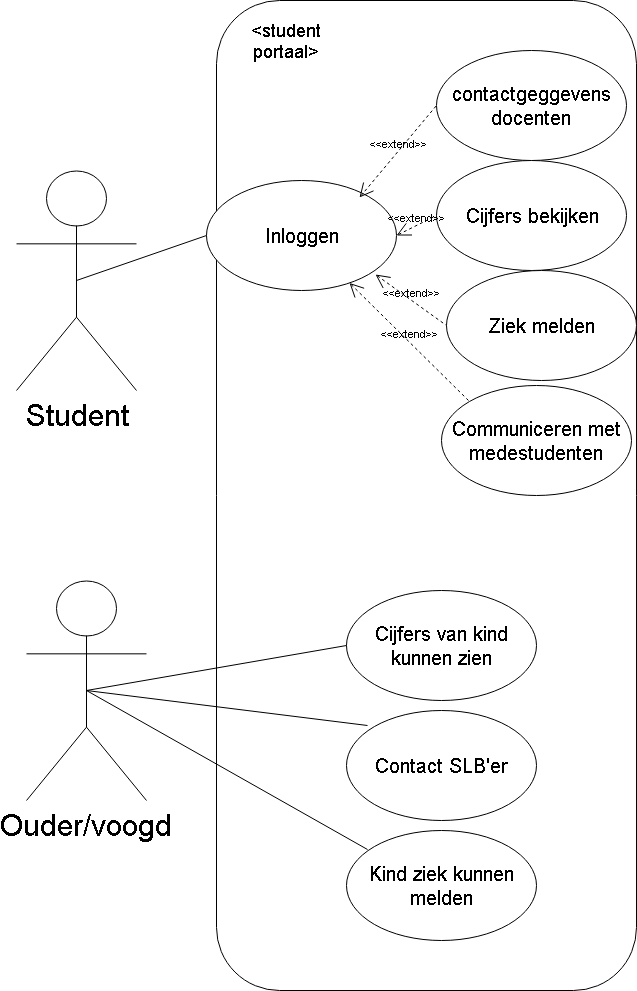 <student
portaal>
contactgeggevens
docenten
<<extend>>
Cijfers bekijken
<<extend>>
Inloggen
<<extend>>
Ziek melden
<<extend>>
Student
Communiceren met
medestudenten
Cijfers van kind
kunnen zien
Contact SLB'er
Ouder/voogd
Kind ziek kunnen
melden